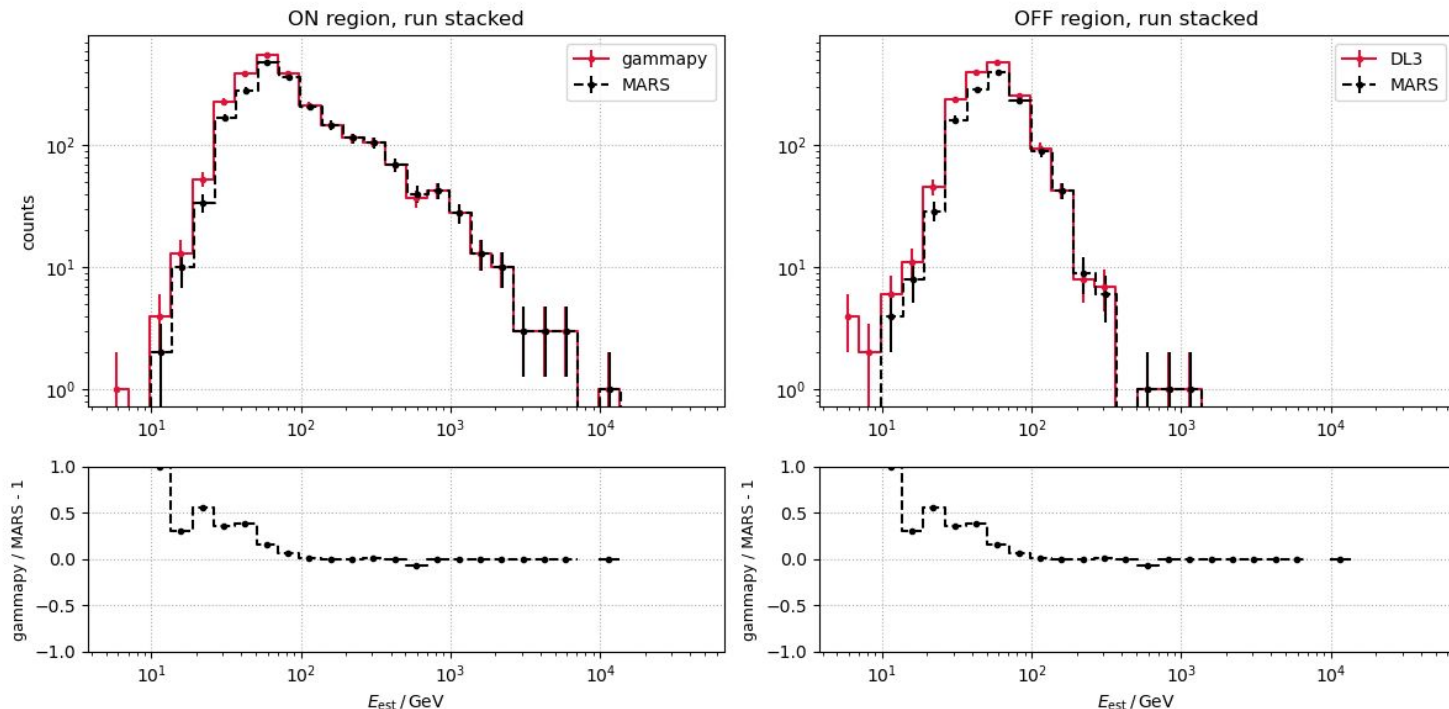 ON region, run stacked
counts
10²
10¹
10⁰
gammapy
MARS
10¹ 10² 10³ 10⁴
OFF region, run stacked
10²
10¹
10⁰
DL3
MARS
10¹ 10² 10³ 10⁴
gammapy / MARS - 1
1.0
0.5
0.0
−0.5
−1.0
10¹ 10² 10³ 10⁴
E_est / GeV
gammapy / MARS - 1
1.0
0.5
0.0
−0.5
−1.0
10¹ 10² 10³ 10⁴
E_est / GeV